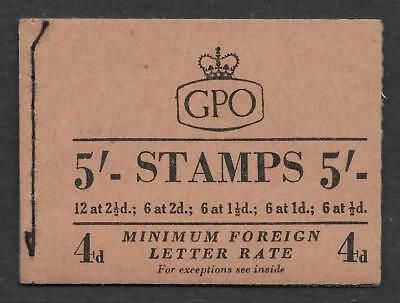 GPO
5/- STAMPS 5/-
12 at 2½d.; 6 at 2d.; 6 at 1½d.; 6 at 1d.; 6 at ½d.
4d MINIMUM FOREIGN 4d
LETTER RATE
For exceptions see inside